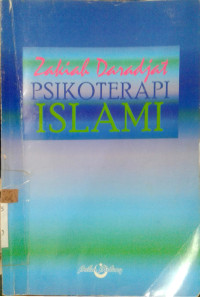 Zakiah Daradjat
PSIKOTERAPI
ISLAMI